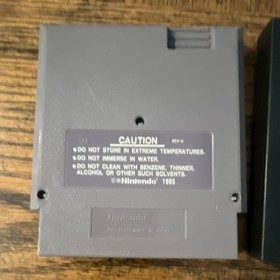 CAUTION REV-A
•DO NOT STORE IN EXTREME TEMPERATURES.
•DO NOT IMMERSE IN WATER.
•DO NOT CLEAN WITH BENZENE, THINNER,
ALCOHOL OR OTHER SUCH SOLVENTS.
©Nintendo 1985
Nintendo